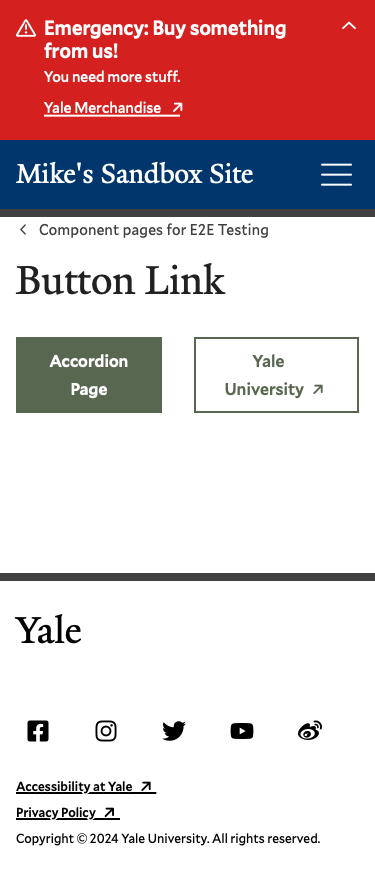 Emergency: Buy something
from us!
You need more stuff.
Yale Merchandise
Mike's Sandbox Site
Component pages for E2E Testing
Button Link
Accordion
Page
Yale
University
Yale
Accessibility at Yale
Privacy Policy
Copyright © 2024 Yale University. All rights reserved.